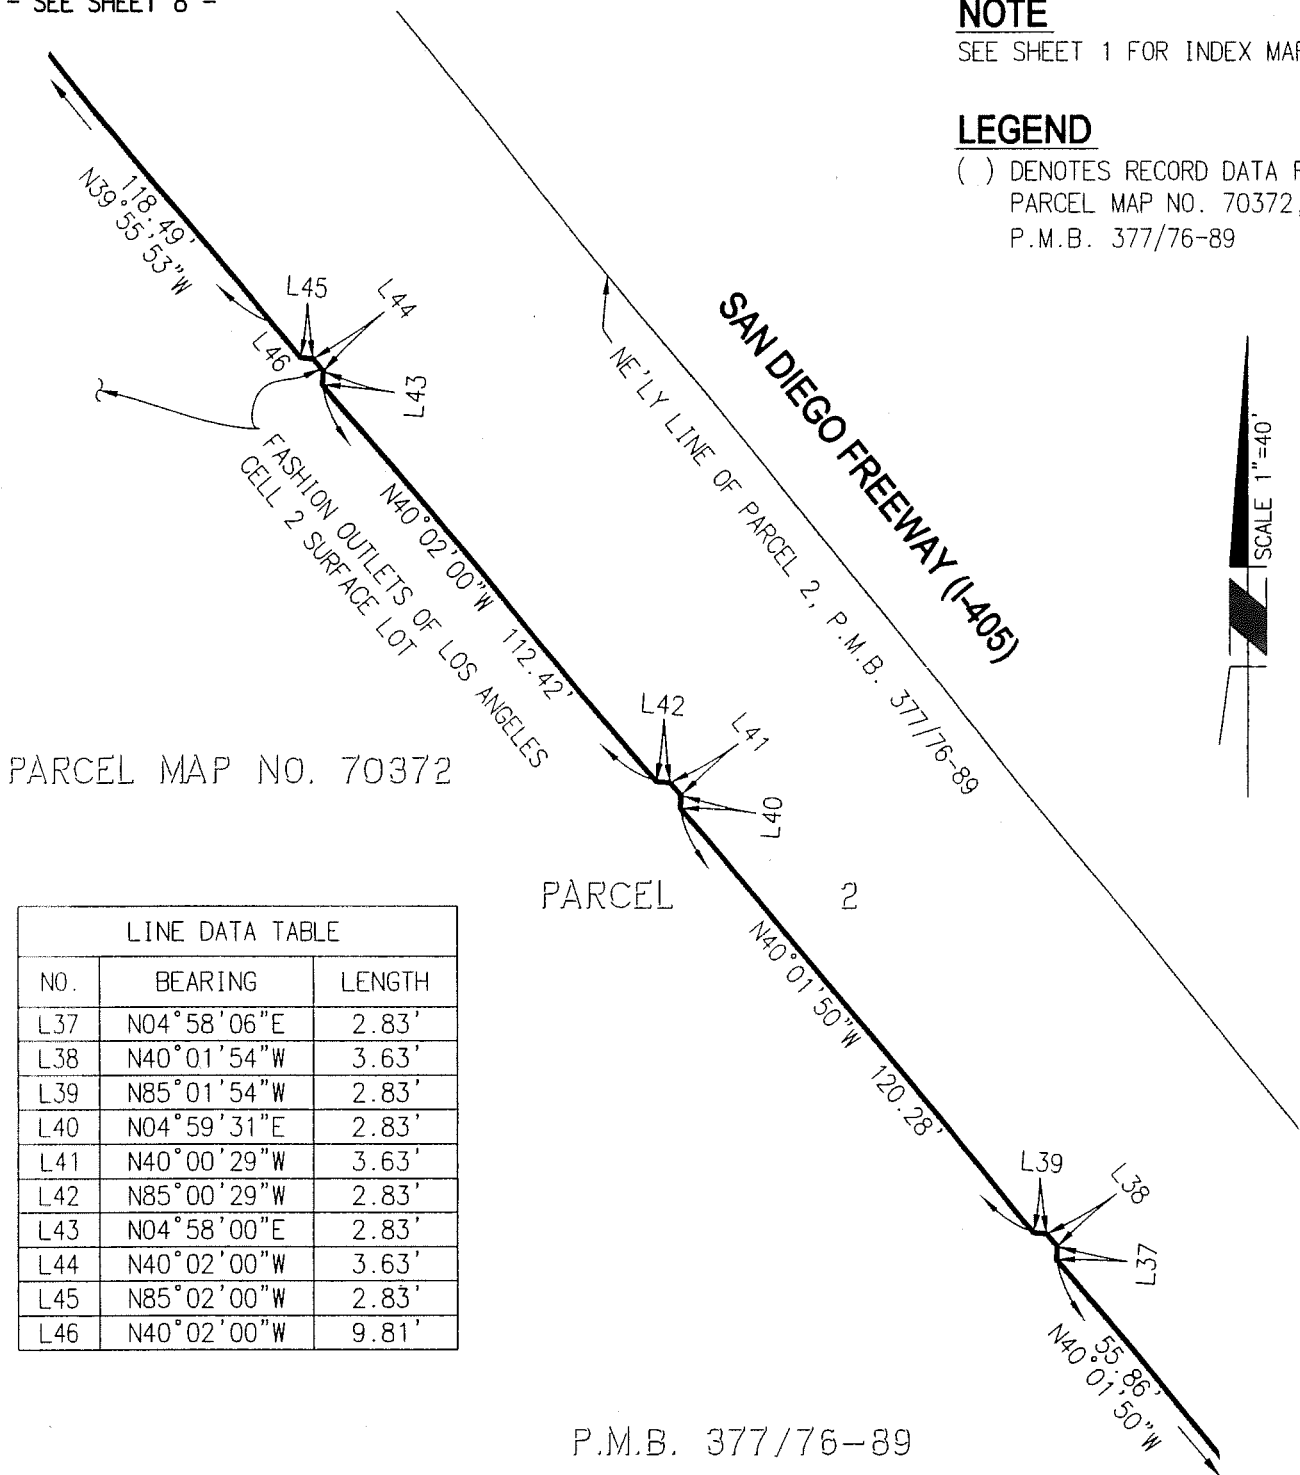 - SEE SHEET 8 -
NOTE
SEE SHEET 1 FOR INDEX MAP
LEGEND
( ) DENOTES RECORD DATA
PARCEL MAP NO. 70372,
P.M.B. 377/76-89
118.49'
N39°55'53"W
L45
L44
L46
L43
FASHION OUTLETS OF LOS ANGELES
CELL 2 SURFACE LOT
N40°02'00"W 112.42'
NE'LY LINE OF PARCEL 2, P.M.B. 377/76-89
SAN DIEGO FREEWAY (I-405)
SCALE 1"=40'
L42
L41
L40
PARCEL MAP NO. 70372
PARCEL 2
N40°01'50"W 120.28'
LINE DATA TABLE
NO. BEARING LENGTH
L37 N04°58'06"E 2.83'
L38 N40°01'54"W 3.63'
L39 N85°01'54"W 2.83'
L40 N04°59'31"E 2.83'
L41 N40°00'29"W 3.63'
L42 N85°00'29"W 2.83'
L43 N04°58'00"E 2.83'
L44 N40°02'00"W 3.63'
L45 N85°02'00"W 2.83'
L46 N40°02'00"W 9.81'
L39
L38
L37
55.86'
N40°01'50"W
P.M.B. 377/76-89